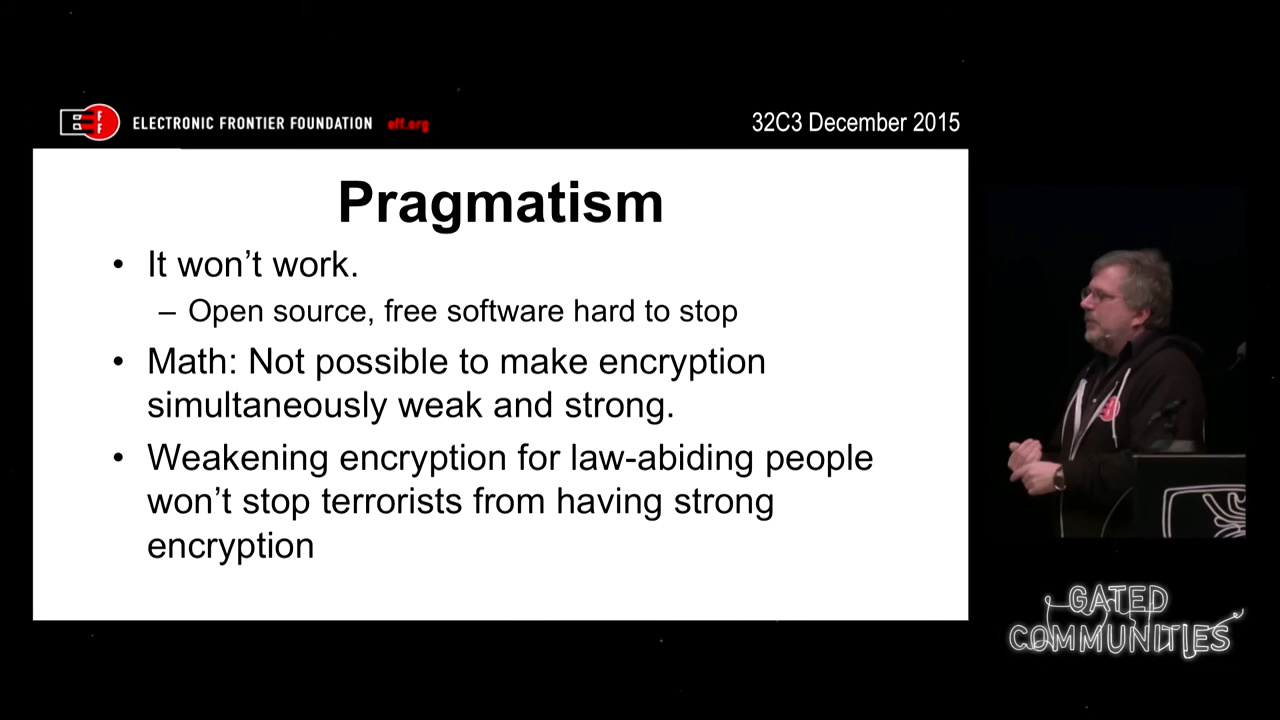 E F F ELECTRONIC FRONTIER FOUNDATION eff.org
32C3 December 2015
Pragmatism
• It won’t work.
– Open source, free software hard to stop
• Math: Not possible to make encryption
simultaneously weak and strong.
• Weakening encryption for law-abiding people
won’t stop terrorists from having strong
encryption
GATED
COMMUNITIES